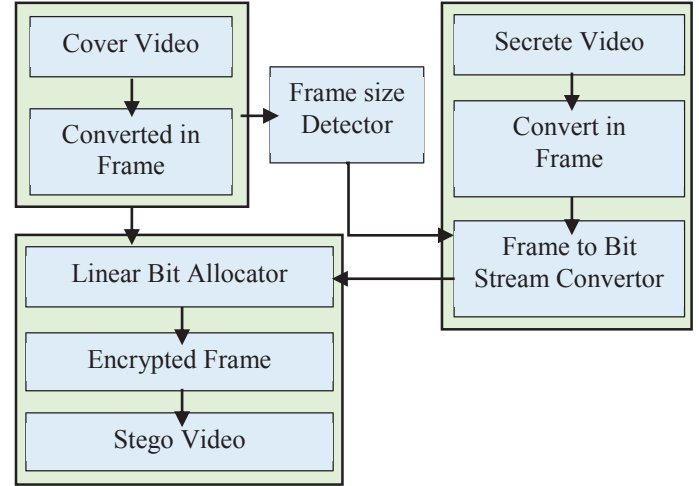 Cover Video
Converted in
Frame
Frame size
Detector
Secrete Video
Convert in
Frame
Frame to Bit
Stream Convertor
Linear Bit Allocator
Encrypted Frame
Stego Video